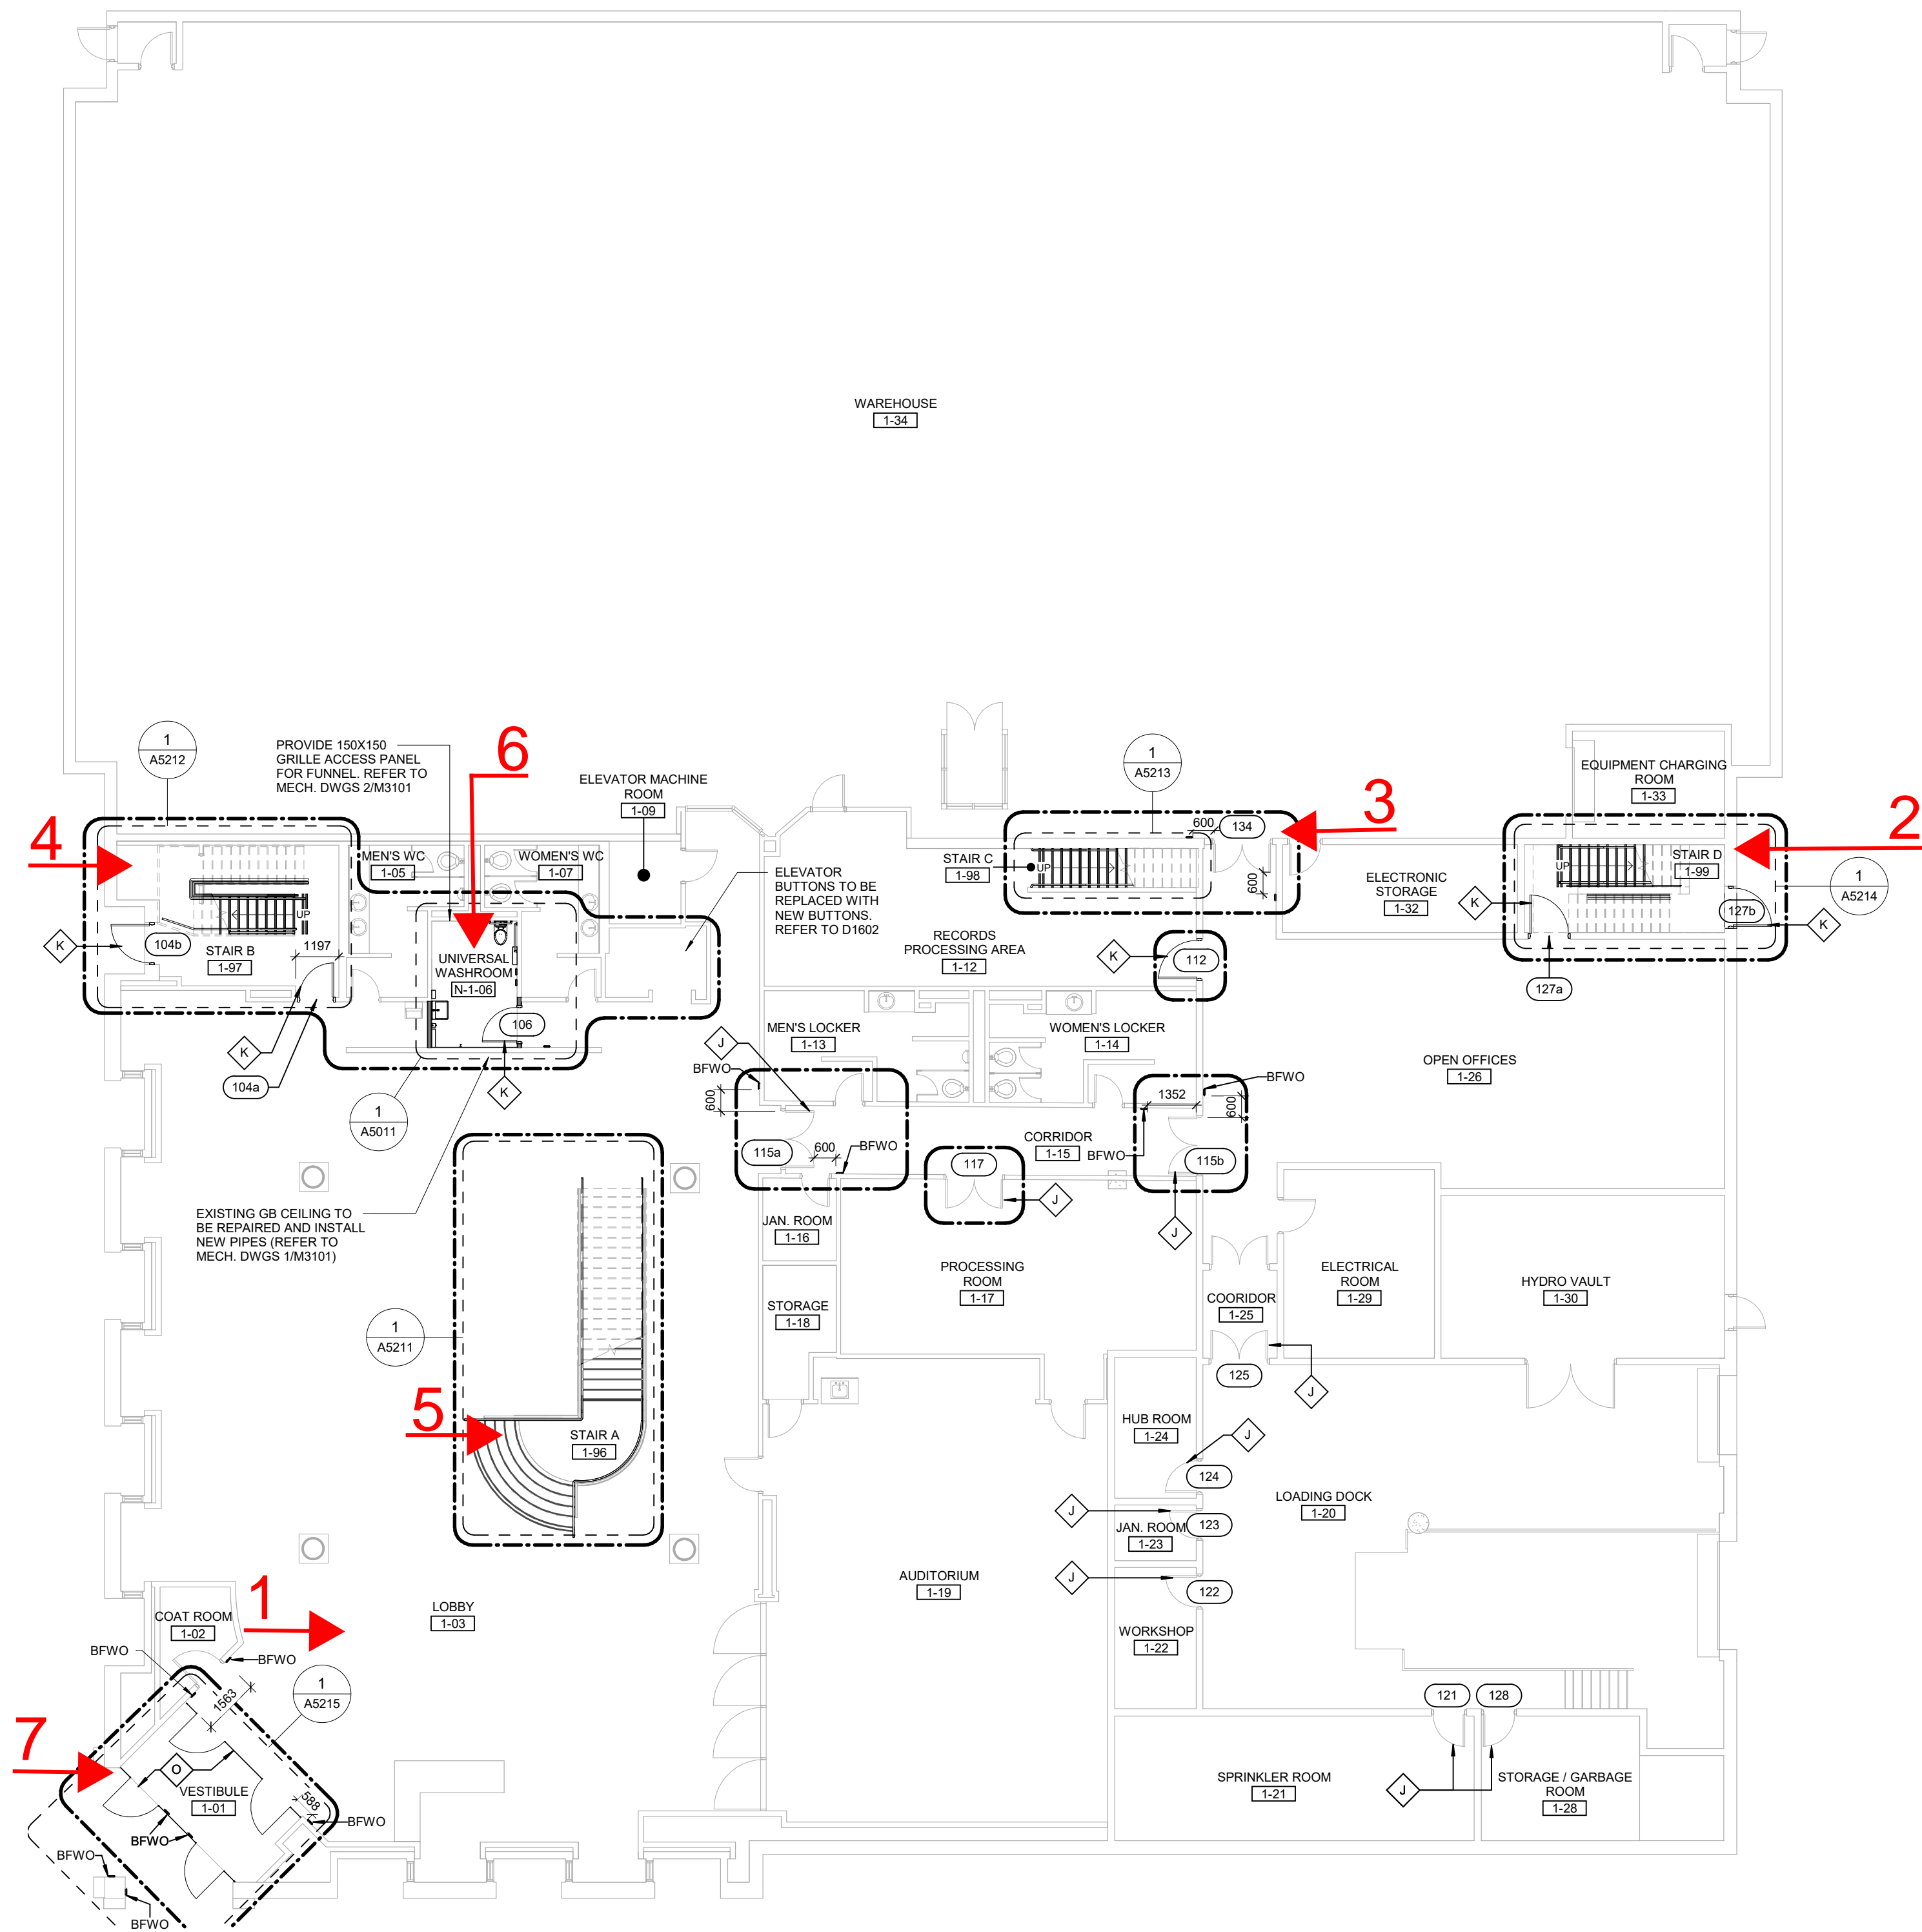 WAREHOUSE
1-34
1
A5212
PROVIDE 150X150
GRILLE ACCESS PANEL
FOR FUNNEL. REFER TO
MECH. DWGS 2/M3101
6
ELEVATOR MACHINE
ROOM
1-09
1
A5213
EQUIPMENT CHARGING
ROOM
1-33
4
MEN'S WC
1-05
WOMEN'S WC
1-07
ELEVATOR
BUTTONS TO BE
REPLACED WITH
NEW BUTTONS.
REFER TO D1602
STAIR C
1-98
UP
600
134
3
600
ELECTRONIC
STORAGE
1-32
UP
STAIR D
1-99
2
1
A5214
K
127b
K
127a
K
104b
UP
STAIR B
1-97
1197
UNIVERSAL
WASHROOM
N-1-06
106
K
104a
K
RECORDS
PROCESSING AREA
1-12
K
112
MEN'S LOCKER
1-13
WOMEN'S LOCKER
1-14
OPEN OFFICES
1-26
1
A5011
J
BFWO
600
115a
600
BFWO
CORRIDOR
1-15
BFWO
1352
BFWO
600
115b
J
117
J
EXISTING GB CEILING TO
BE REPAIRED AND INSTALL
NEW PIPES (REFER TO
MECH. DWGS 1/M3101)
JAN. ROOM
1-16
PROCESSING
ROOM
1-17
STORAGE
1-18
COORIDOR
1-25
ELECTRICAL
ROOM
1-29
HYDRO VAULT
1-30
1
A5211
125
J
5
STAIR A
1-96
HUB ROOM
1-24
J
124
LOADING DOCK
1-20
J
JAN. ROOM
1-23
123
J
122
AUDITORIUM
1-19
WORKSHOP
1-22
COAT ROOM
1-02
1
LOBBY
1-03
BFWO
BFWO
1563
1
A5215
7
O
VESTIBULE
1-01
588
BFWO
BFWO
BFWO
BFWO
121
128
SPRINKLER ROOM
1-21
J
STORAGE / GARBAGE
ROOM
1-28